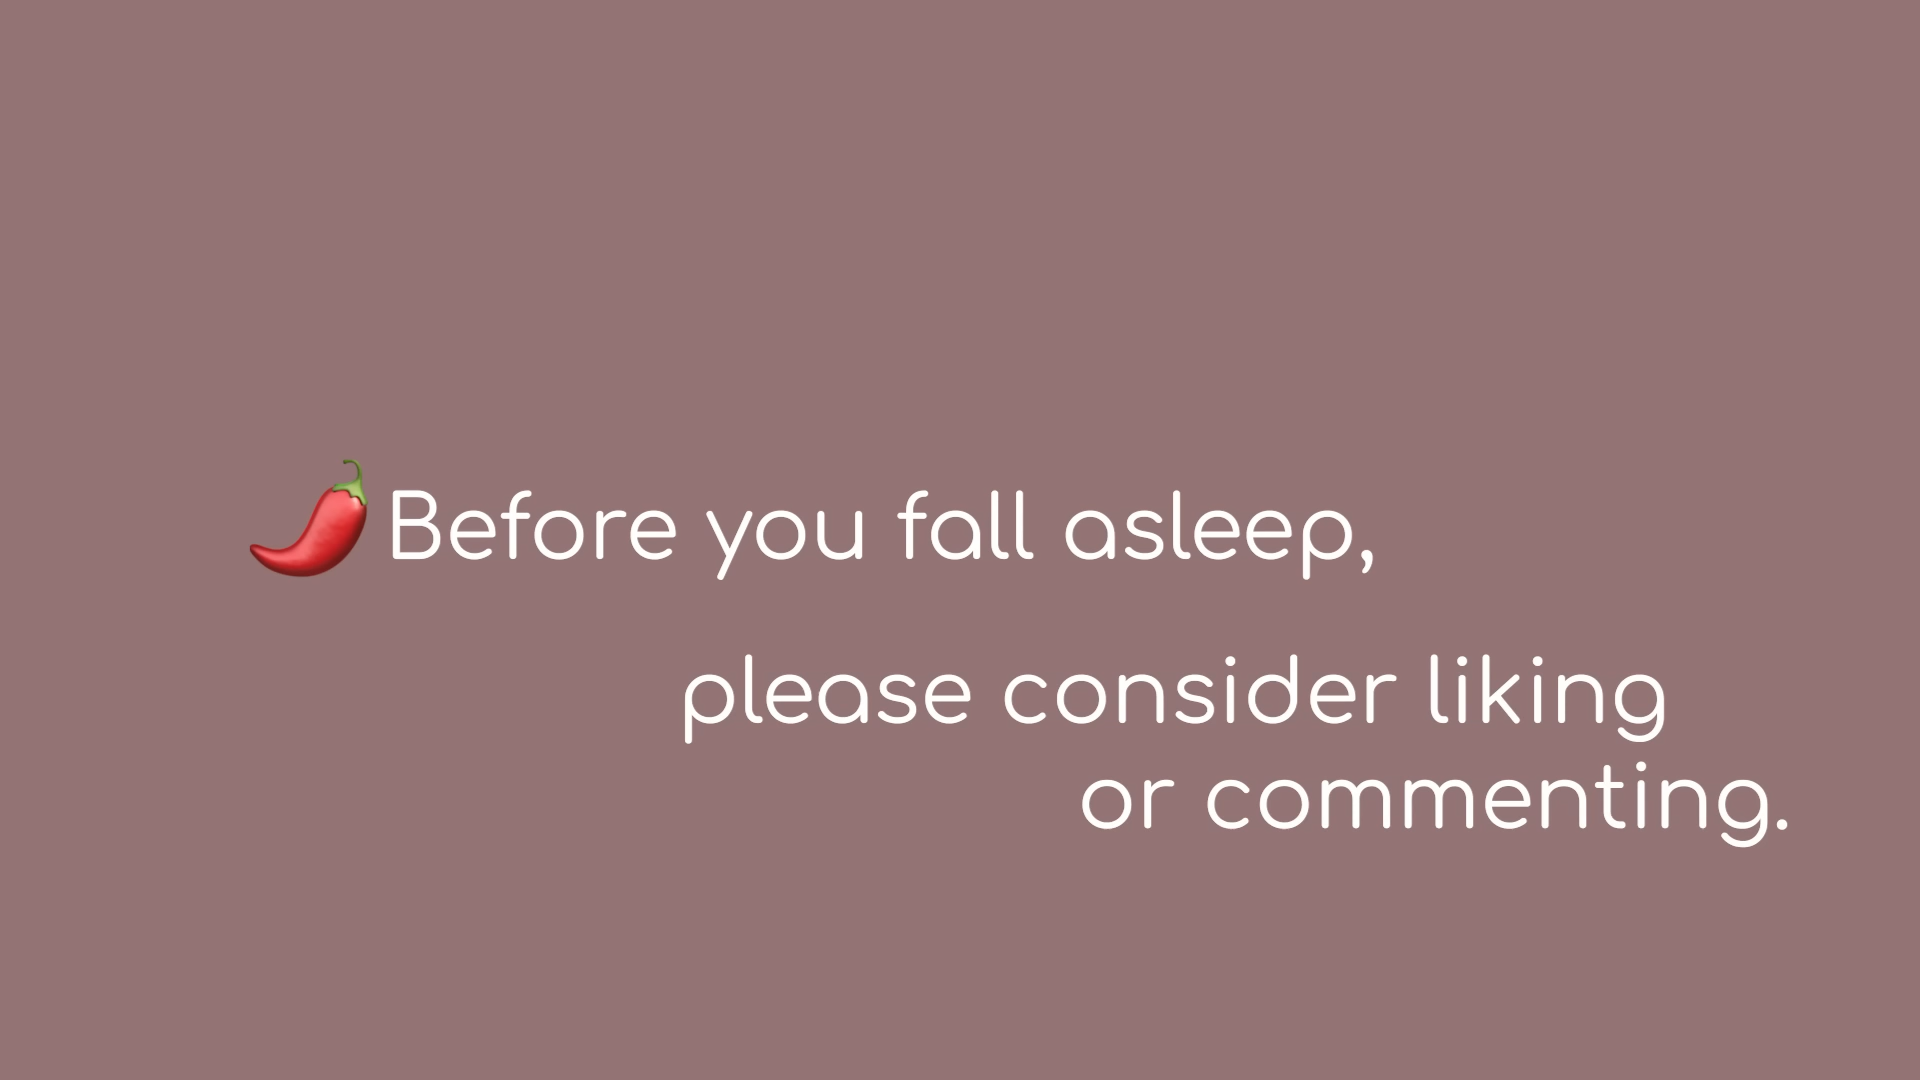 🌶️Before you fall asleep,
please consider liking
or commenting.